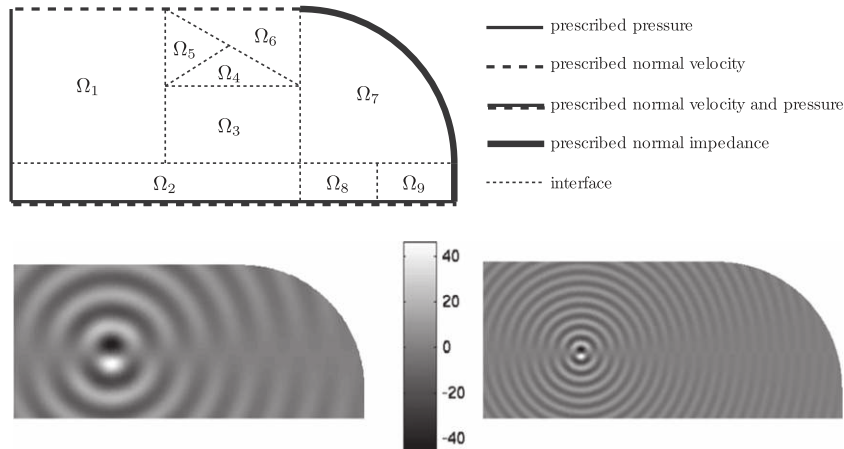 Ω1
Ω2
Ω3
Ω4
Ω5
Ω6
Ω7
Ω8
Ω9
prescribed pressure
prescribed normal velocity
prescribed normal velocity and pressure
prescribed normal impedance
interface
40
20
0
-20
-40